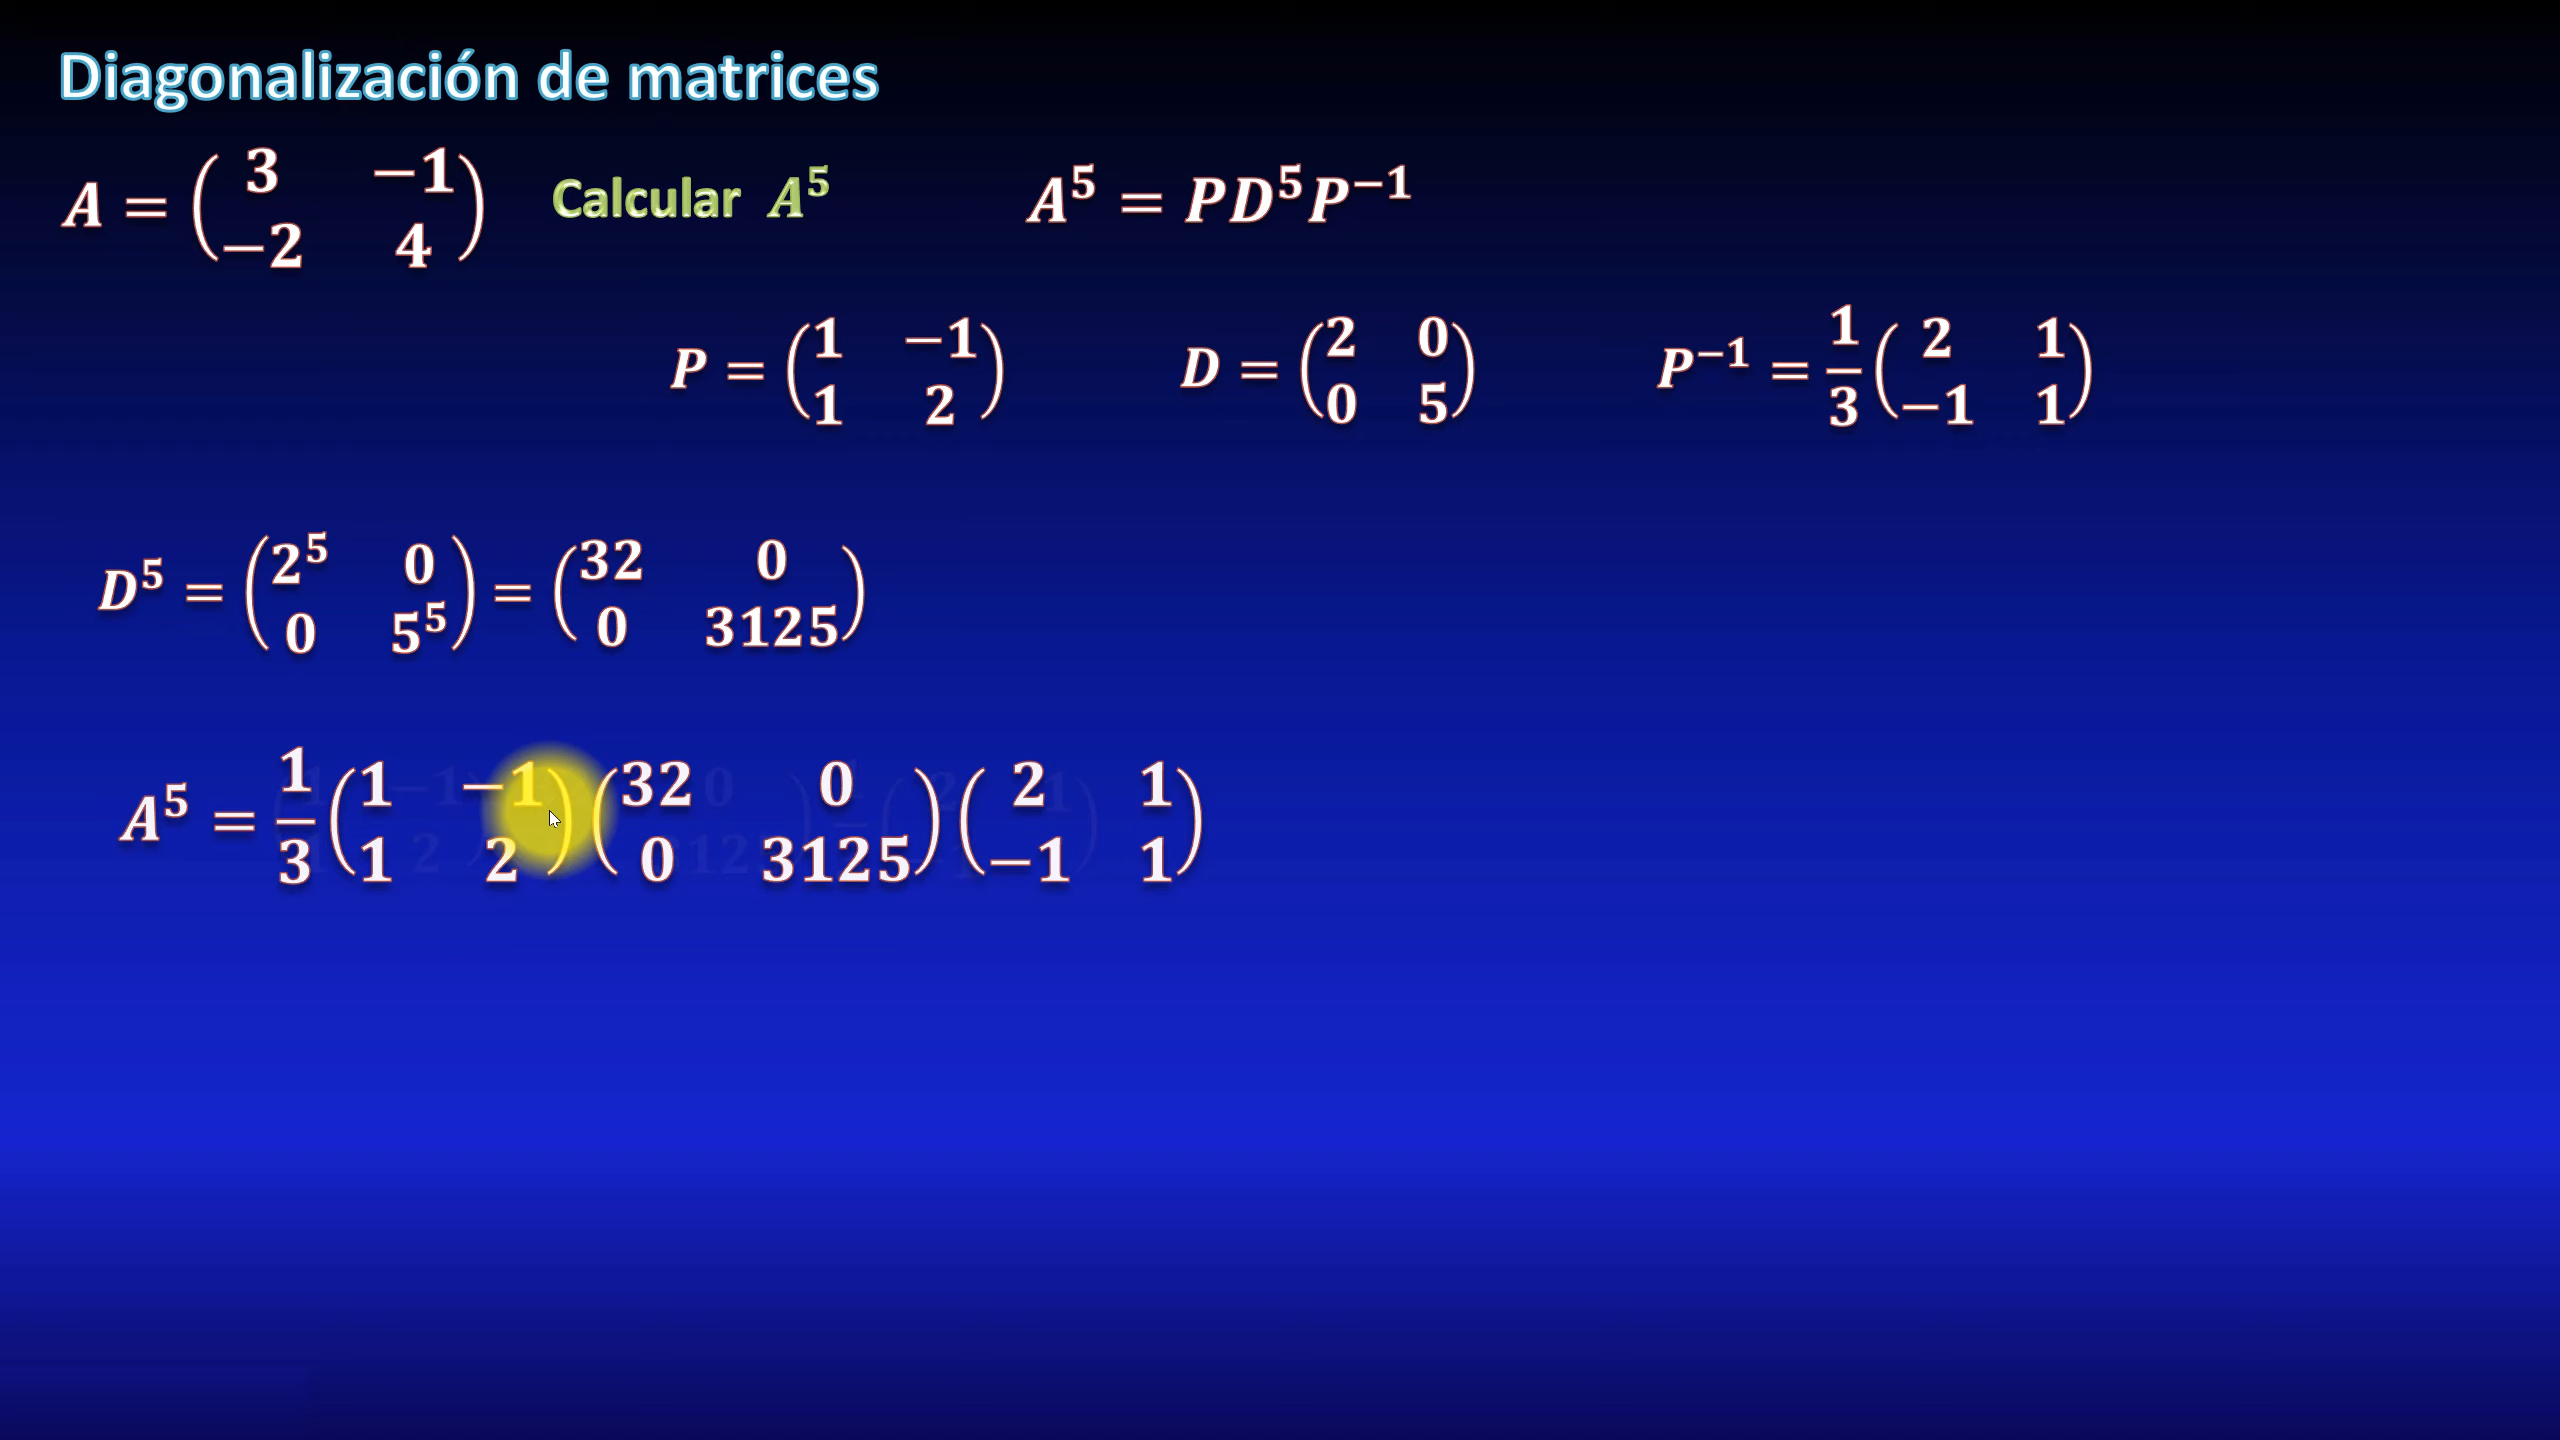 Diagonalización de matrices
A = (3 −1; −2 4) Calcular A⁵ A⁵ = PD⁵P⁻¹
P = (1 −1; 1 2) D = (2 0; 0 5) P⁻¹ = 1/3 (2 1; −1 1)
D⁵ = (2⁵ 0; 0 5⁵) = (32 0; 0 3125)
A⁵ = 1/3 (1 −1; 1 2) (32 0; 0 3125) (2 1; −1 1)